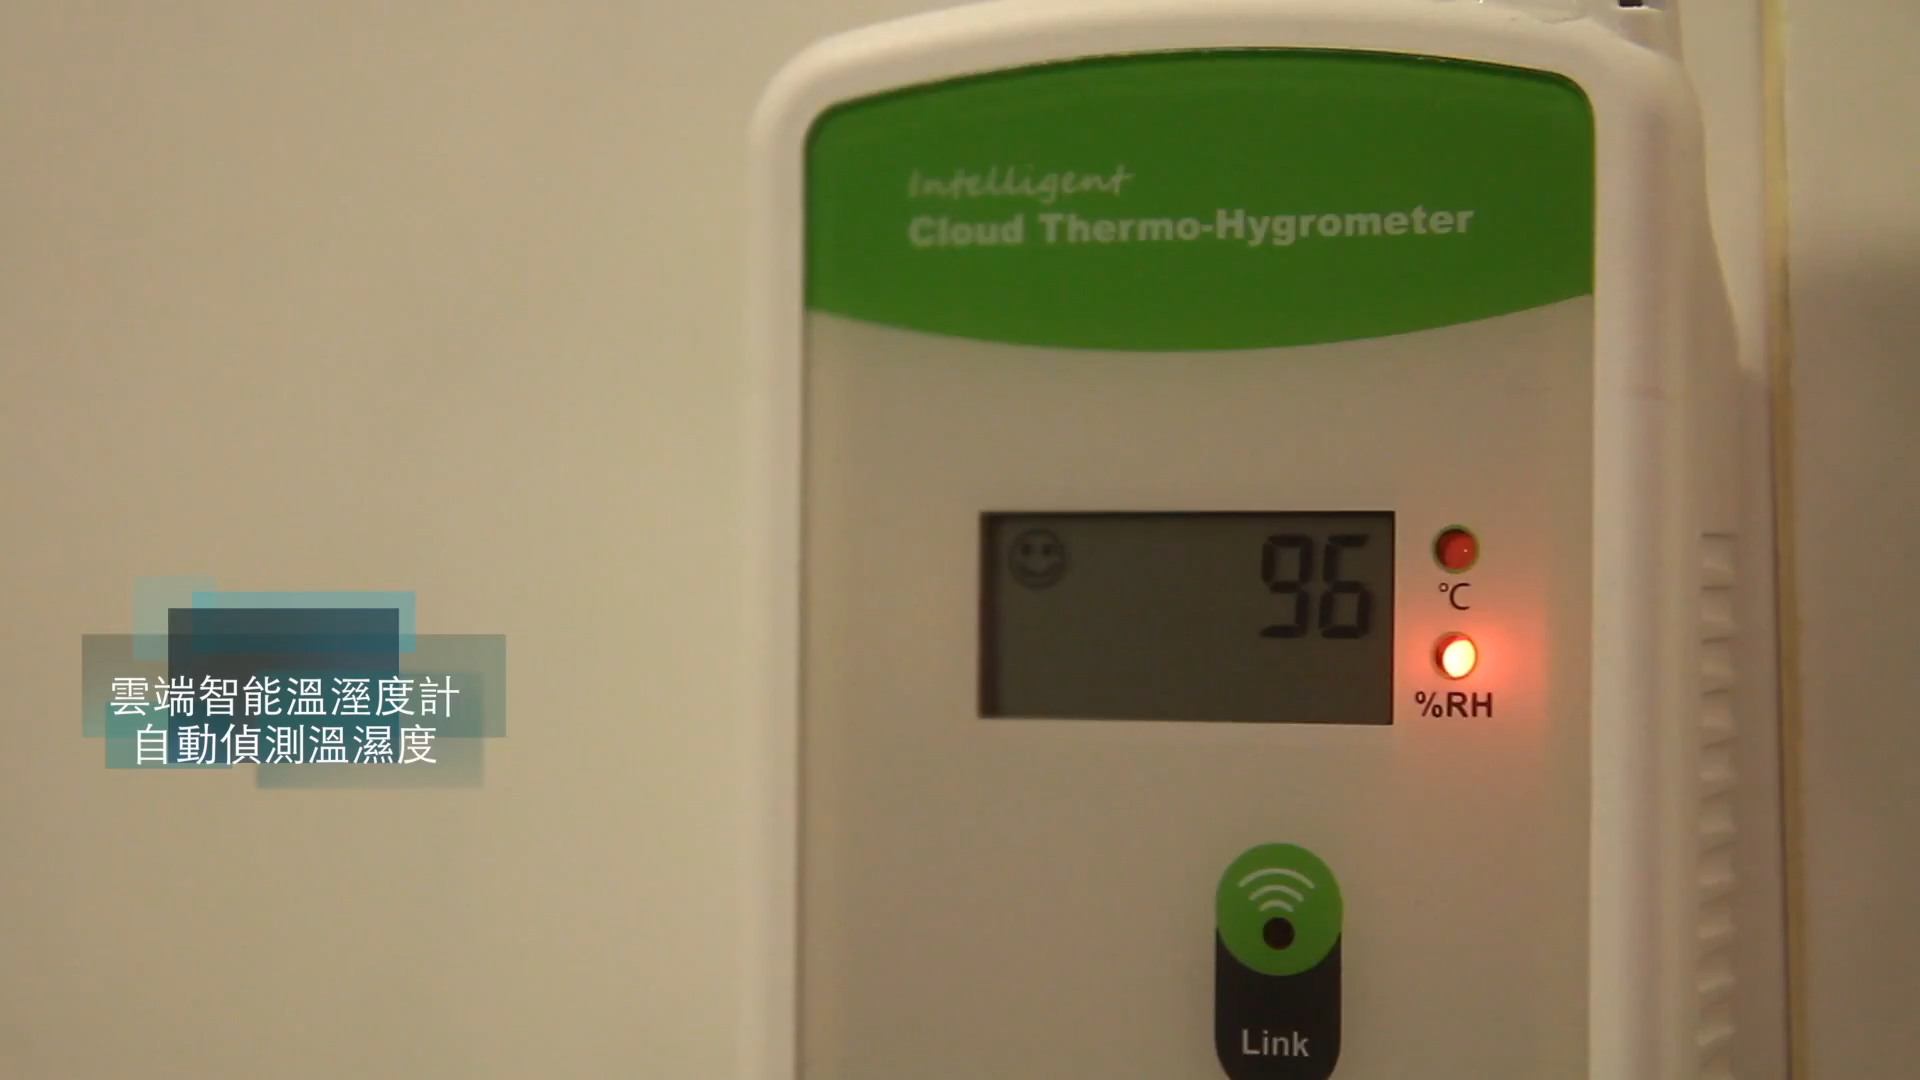 Intelligent
Cloud Thermo-Hygrometer
96
°C
%RH
Link
雲端智能溫溼度計
自動偵測溫濕度